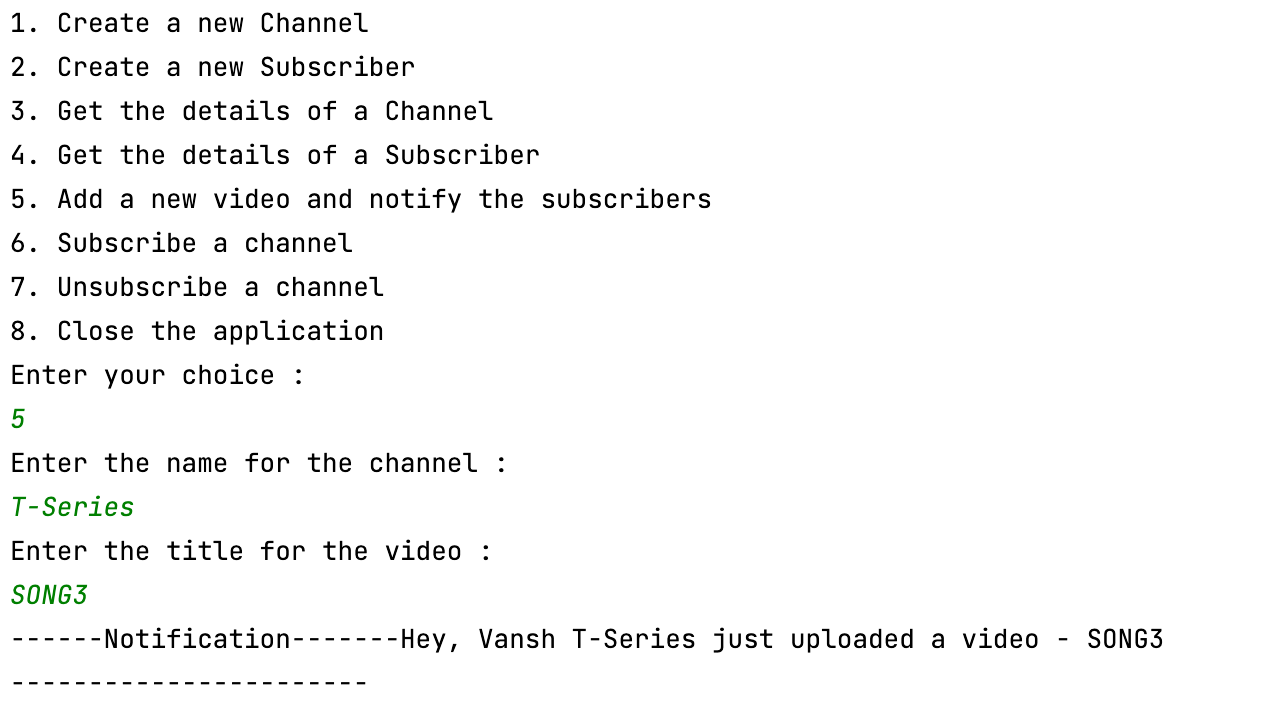 1. Create a new Channel
2. Create a new Subscriber
3. Get the details of a Channel
4. Get the details of a Subscriber
5. Add a new video and notify the subscribers
6. Subscribe a channel
7. Unsubscribe a channel
8. Close the application
Enter your choice :
5
Enter the name for the channel :
T-Series
Enter the title for the video :
SONG3
------Notification-------Hey, Vansh T-Series just uploaded a video - SONG3
-----------------------